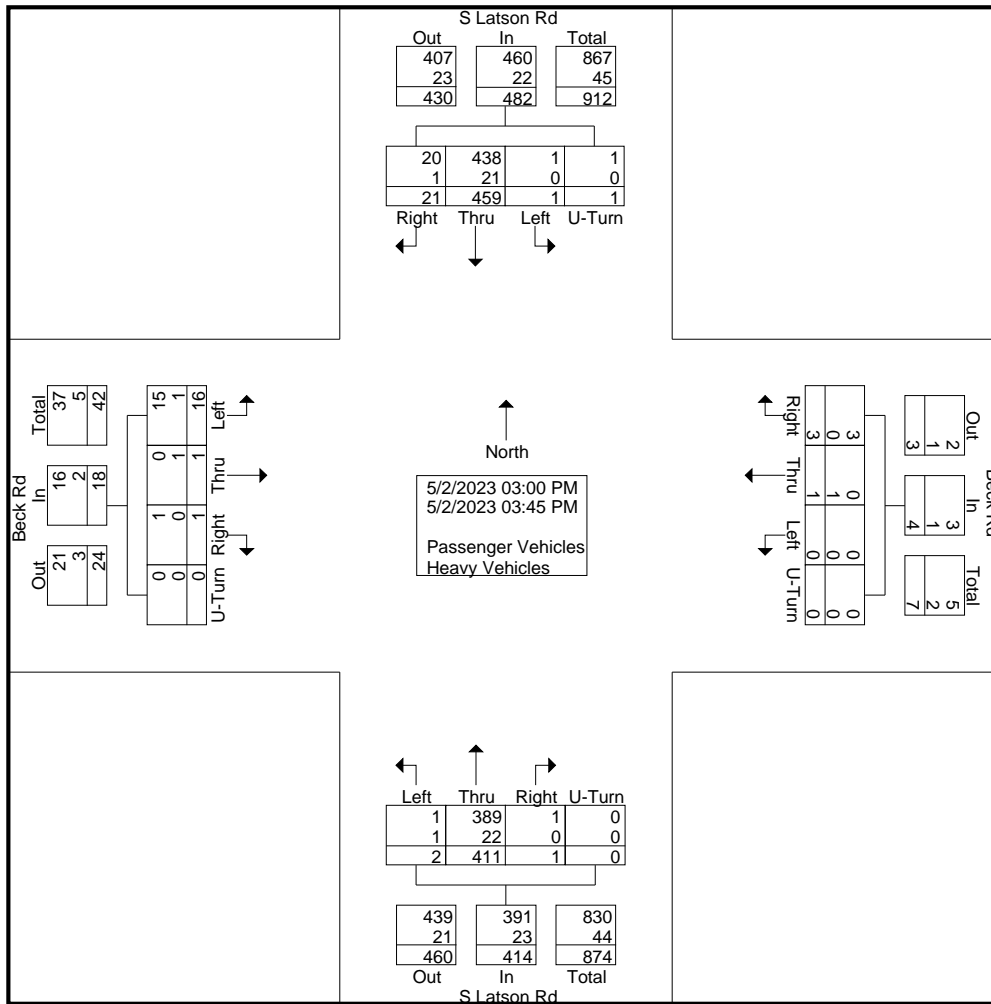 S Latson Rd
Out In Total
407 460 867
23 22 45
430 482 912
20 438 1 1
1 21 0 0
21 459 1 1
Right Thru Left U-Turn
Beck Rd
Total In Out
37 16 21
5 2 3
42 18 24
15 0 1 0
1 1 0 0
16 1 1 0
Left Thru Right U-Turn
North
5/2/2023 03:00 PM
5/2/2023 03:45 PM
Passenger Vehicles
Heavy Vehicles
Right Thru Left U-Turn
3 0 0 0
0 1 0 0
3 1 0 0
Out In Total
2 3 5
1 1 2
3 4 7
Beck Rd
Left Thru Right U-Turn
1 389 1 0
1 22 0 0
2 411 1 0
439 391 830
21 23 44
460 414 874
Out In Total
S Latson Rd